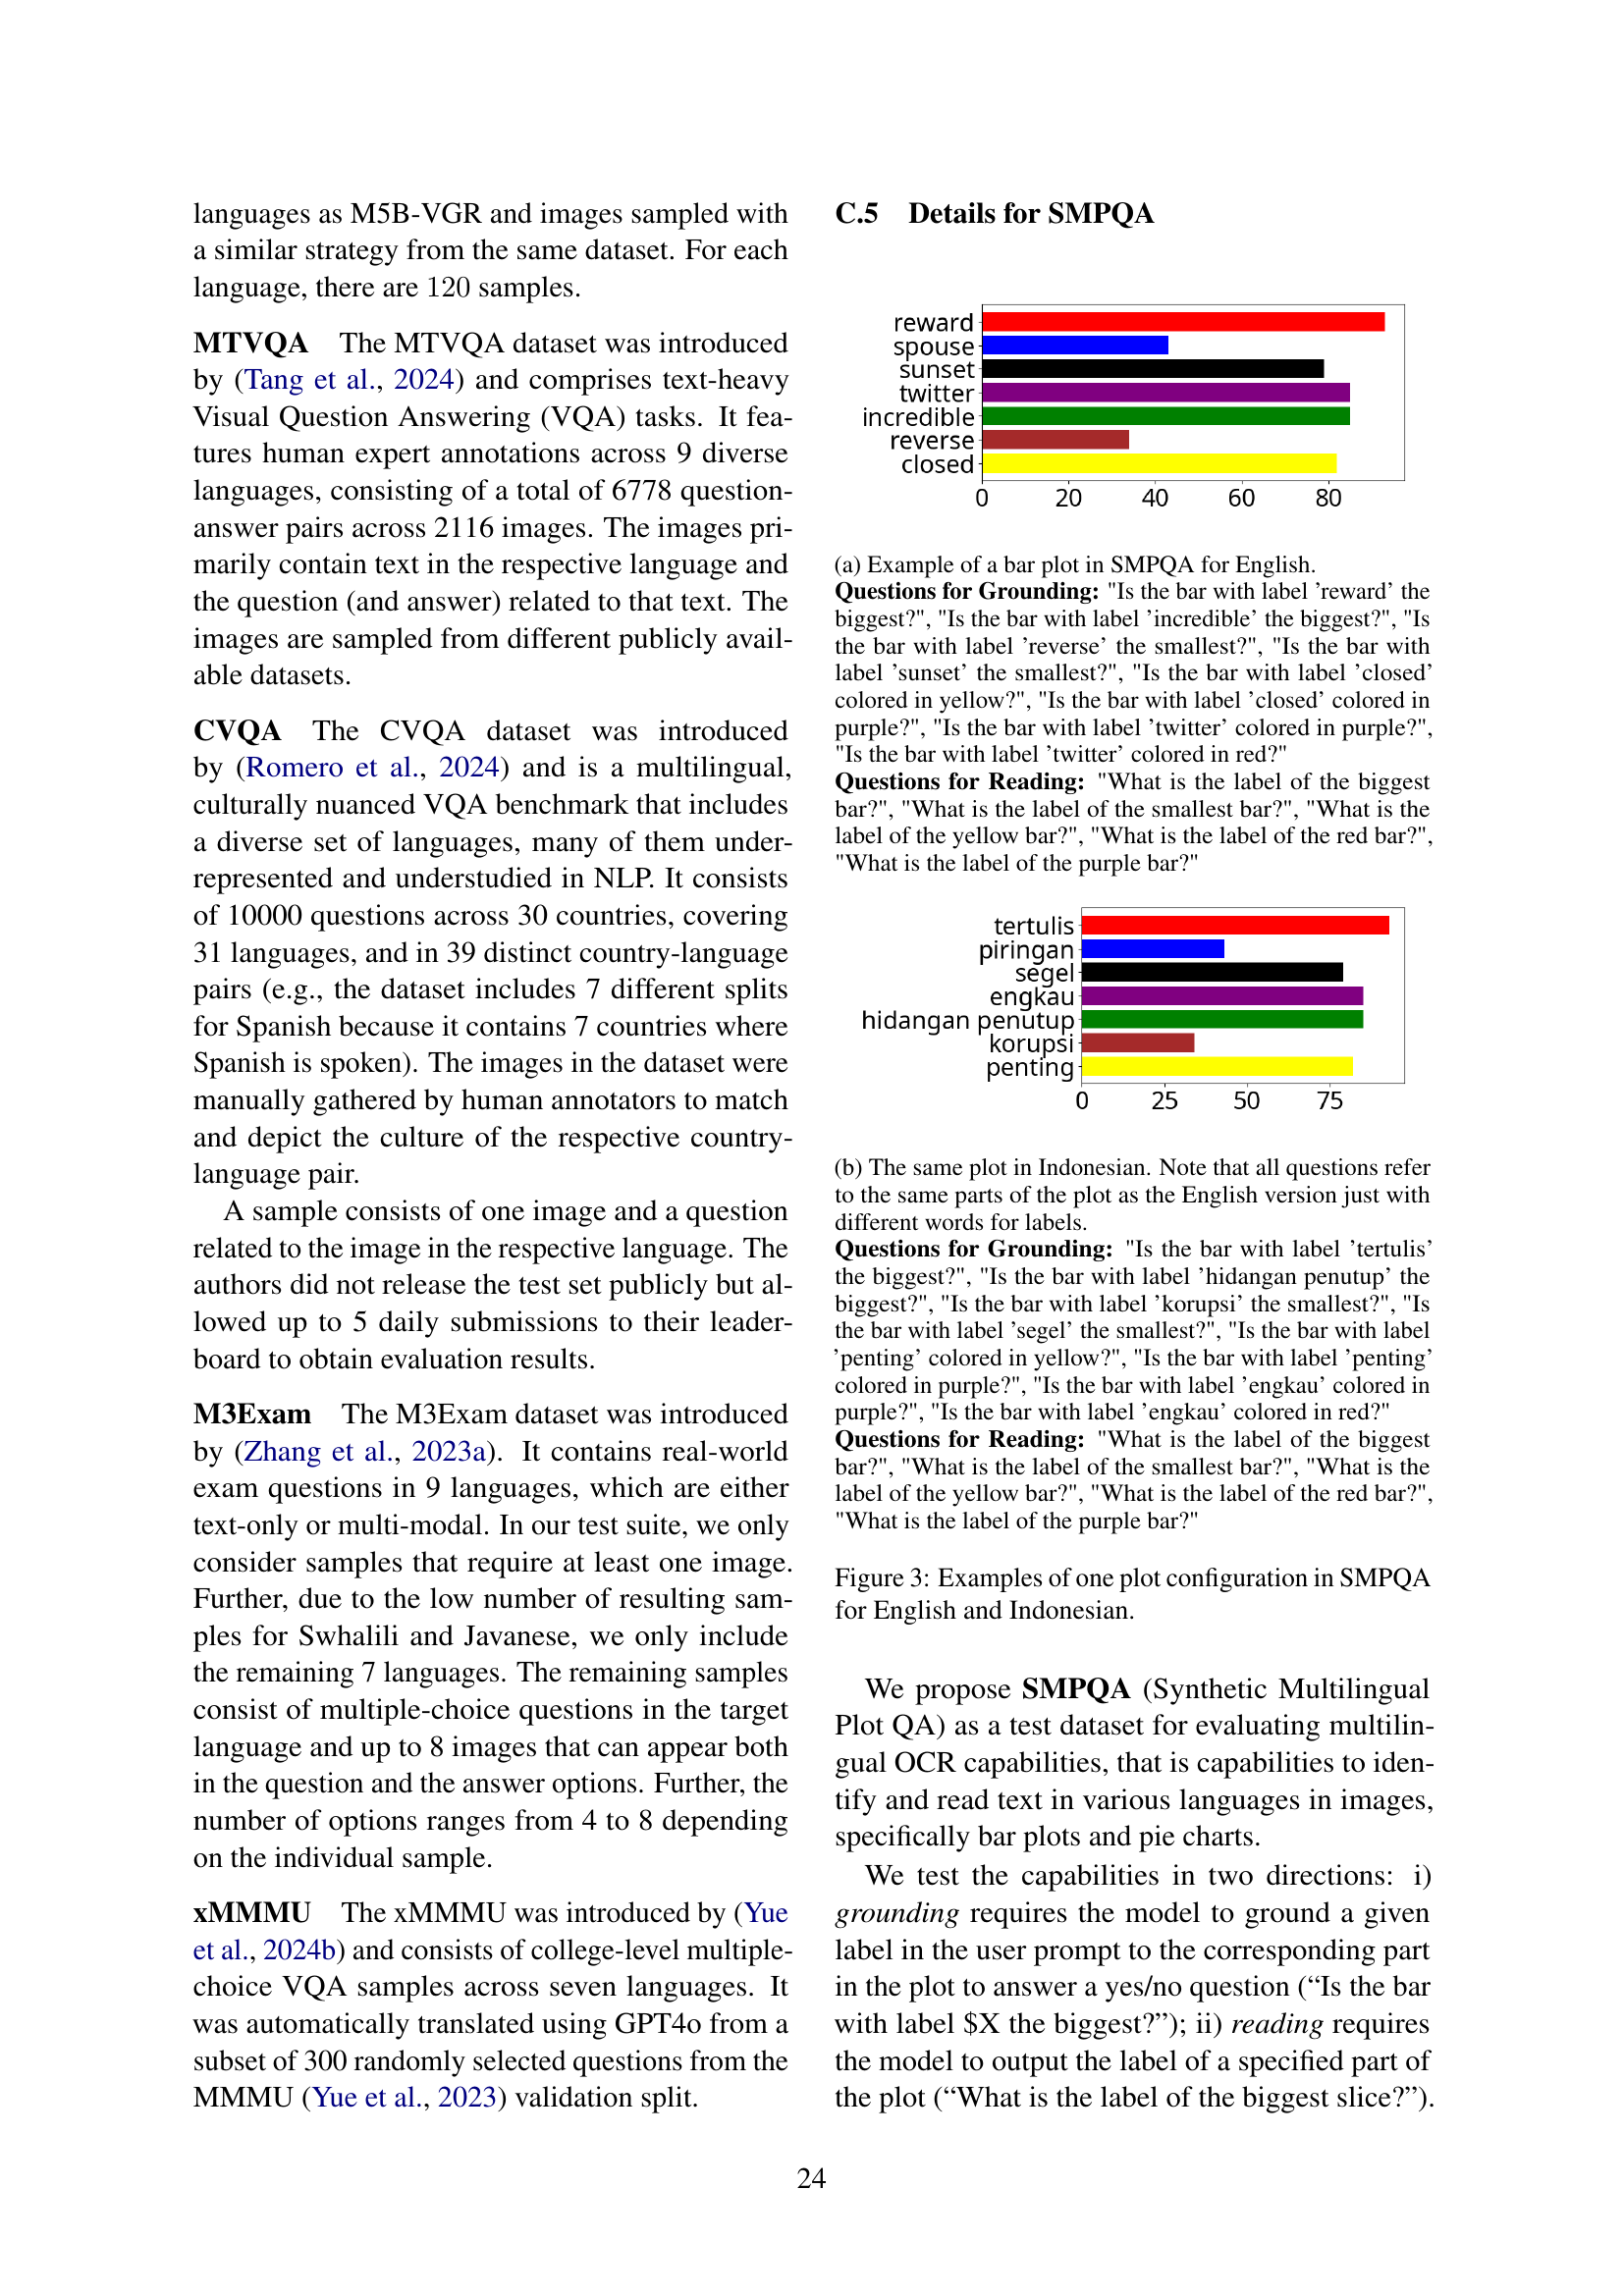 languages as M5B-VGR and images sampled with
a similar strategy from the same dataset. For each
language, there are 120 samples.
MTVQA The MTVQA dataset was introduced
by (Tang et al., 2024) and comprises text-heavy
Visual Question Answering (VQA) tasks. It fea-
tures human expert annotations across 9 diverse
languages, consisting of a total of 6778 question-
answer pairs across 2116 images. The images pri-
marily contain text in the respective language and
the question (and answer) related to that text. The
images are sampled from different publicly avail-
able datasets.
CVQA The CVQA dataset was introduced
by (Romero et al., 2024) and is a multilingual,
culturally nuanced VQA benchmark that includes
a diverse set of languages, many of them under-
represented and understudied in NLP. It consists
of 10000 questions across 30 countries, covering
31 languages, and in 39 distinct country-language
pairs (e.g., the dataset includes 7 different splits
for Spanish because it contains 7 countries where
Spanish is spoken). The images in the dataset were
manually gathered by human annotators to match
and depict the culture of the respective country-
language pair.
A sample consists of one image and a question
related to the image in the respective language. The
authors did not release the test set publicly but al-
lowed up to 5 daily submissions to their leader-
board to obtain evaluation results.
M3Exam The M3Exam dataset was introduced
by (Zhang et al., 2023a). It contains real-world
exam questions in 9 languages, which are either
text-only or multi-modal. In our test suite, we only
consider samples that require at least one image.
Further, due to the low number of resulting sam-
ples for Swhalili and Javanese, we only include
the remaining 7 languages. The remaining samples
consist of multiple-choice questions in the target
language and up to 8 images that can appear both
in the question and the answer options. Further, the
number of options ranges from 4 to 8 depending
on the individual sample.
xMMMU The xMMMU was introduced by (Yue
et al., 2024b) and consists of college-level multiple-
choice VQA samples across seven languages. It
was automatically translated using GPT4o from a
subset of 300 randomly selected questions from the
MMMU (Yue et al., 2023) validation split.
C.5 Details for SMPQA
reward
spouse
sunset
twitter
incredible
reverse
closed
0 20 40 60 80
(a) Example of a bar plot in SMPQA for English.
Questions for Grounding: "Is the bar with label ’reward’ the
biggest?", "Is the bar with label ’incredible’ the biggest?", "Is
the bar with label ’reverse’ the smallest?", "Is the bar with
label ’sunset’ the smallest?", "Is the bar with label ’closed’
colored in yellow?", "Is the bar with label ’closed’ colored in
purple?", "Is the bar with label ’twitter’ colored in purple?",
"Is the bar with label ’twitter’ colored in red?"
Questions for Reading: "What is the label of the biggest
bar?", "What is the label of the smallest bar?", "What is the
label of the yellow bar?", "What is the label of the red bar?",
"What is the label of the purple bar?"
tertulis
piringan
segel
engkau
hidangan penutup
korupsi
penting
0 25 50 75
(b) The same plot in Indonesian. Note that all questions refer
to the same parts of the plot as the English version just with
different words for labels.
Questions for Grounding: "Is the bar with label ’tertulis’
the biggest?", "Is the bar with label ’hidangan penutup’ the
biggest?", "Is the bar with label ’korupsi’ the smallest?", "Is
the bar with label ’segel’ the smallest?", "Is the bar with label
’penting’ colored in yellow?", "Is the bar with label ’penting’
colored in purple?", "Is the bar with label ’engkau’ colored in
purple?", "Is the bar with label ’engkau’ colored in red?"
Questions for Reading: "What is the label of the biggest
bar?", "What is the label of the smallest bar?", "What is the
label of the yellow bar?", "What is the label of the red bar?",
"What is the label of the purple bar?"
Figure 3: Examples of one plot configuration in SMPQA
for English and Indonesian.
We propose SMPQA (Synthetic Multilingual
Plot QA) as a test dataset for evaluating multilin-
gual OCR capabilities, that is capabilities to iden-
tify and read text in various languages in images,
specifically bar plots and pie charts.
We test the capabilities in two directions: i)
grounding requires the model to ground a given
label in the user prompt to the corresponding part
in the plot to answer a yes/no question (“Is the bar
with label $X the biggest?”); ii) reading requires
the model to output the label of a specified part of
the plot (“What is the label of the biggest slice?”).
24